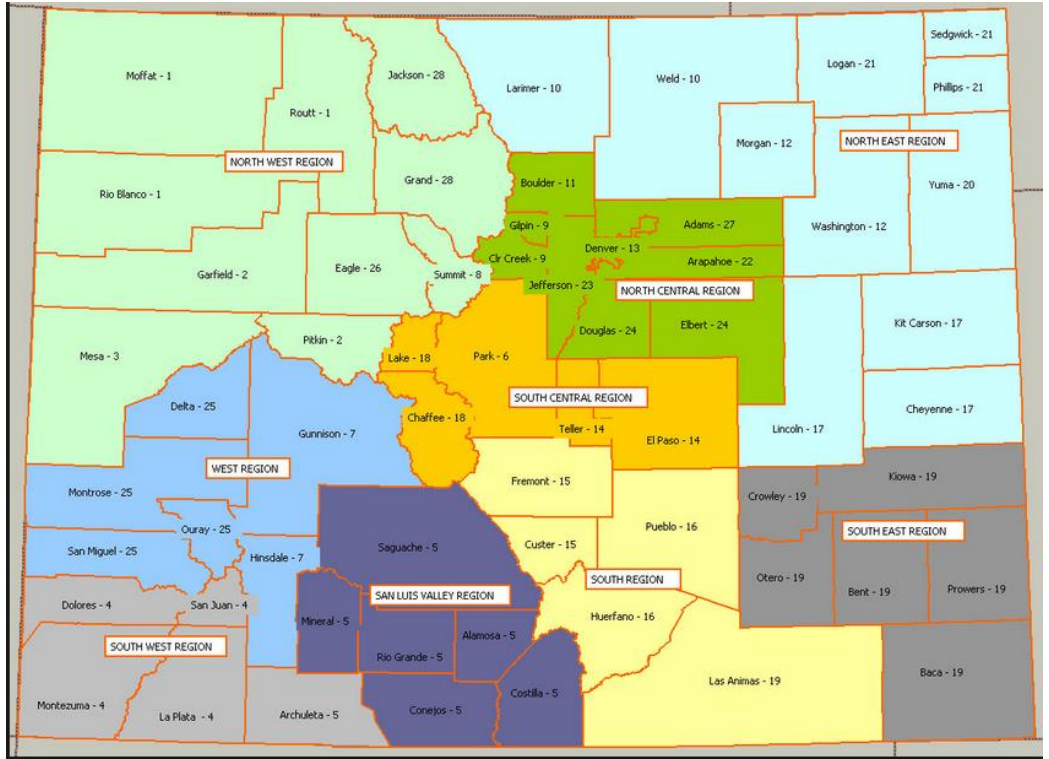 Sedgwick - 21
Jackson - 28
Logan - 21
Moffat - 1
Weld - 10
Larimer - 10
Phillips - 21
Routt - 1
Morgan - 12
NORTH EAST REGION
NORTH WEST REGION
Grand - 28
Boulder - 11
Yuma - 20
Rio Blanco - 1
Gilpin - 9
Adams - 27
Washington - 12
Denver - 13
Clr Creek - 9
Arapahoe - 22
Eagle - 26
Garfield - 2
Summit - 8
Jefferson - 23
NORTH CENTRAL REGION
Kit Carson - 17
Douglas - 24
Elbert - 24
Pitkin - 2
Mesa - 3
Lake - 18
Park - 6
SOUTH CENTRAL REGION
Delta - 25
Cheyenne - 17
Chaffee - 18
Gunnison - 7
Teller - 14
Lincoln - 17
El Paso - 14
WEST REGION
Fremont - 15
Kiowa - 19
Montrose - 25
Crowley - 19
Ouray - 25
Pueblo - 16
SOUTH EAST REGION
San Miguel - 25
Hinsdale - 7
Saguache - 5
Custer - 15
SOUTH REGION
Otero - 19
Bent - 19
Prowers - 19
SAN LUIS VALLEY REGION
Dolores - 4
San Juan - 4
Mineral - 5
Huerfano - 16
Alamosa - 5
SOUTH WEST REGION
Rio Grande - 5
Baca - 19
Las Animas - 19
Costilla - 5
Montezuma - 4
La Plata - 4
Archuleta - 5
Conejos - 5